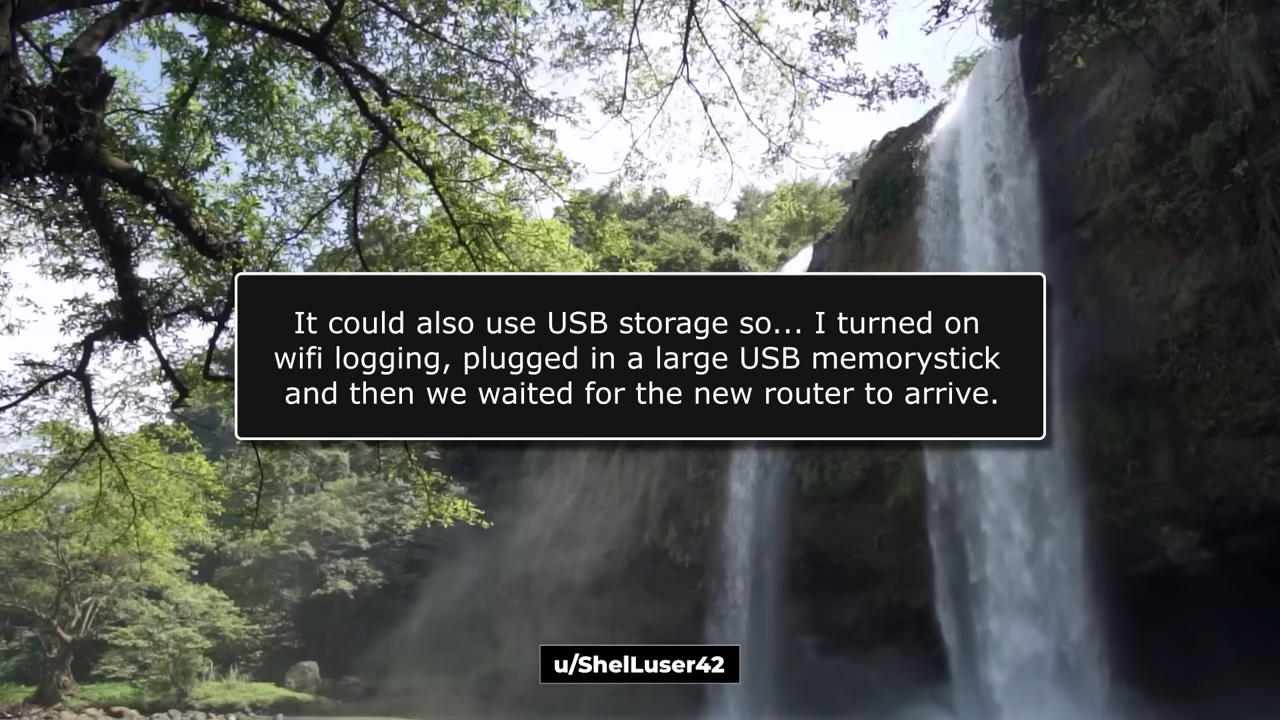 It could also use USB storage so... I turned on
wifi logging, plugged in a large USB memorystick
and then we waited for the new router to arrive.
u/ShelLuser42